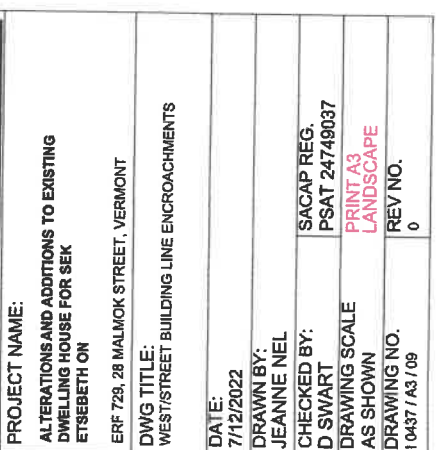 PROJECT NAME:
ALTERATIONS AND ADDITIONS TO EXISTING
DWELLING HOUSE FOR SEK
ETSEBETH ON
ERF 729, 28 MALMOK STREET, VERMONT
DWG TITLE:
WEST/STREET BUILDING LINE ENCROACHMENTS
DATE:
7/12/2022
DRAWN BY:
JEANNE NEL
CHECKED BY:
D SWART
SACAP REG.
PSAT 24749037
DRAWING SCALE
AS SHOWN
PRINT A3
LANDSCAPE
DRAWING NO.
10437 / A3 / 09
REV NO.
0